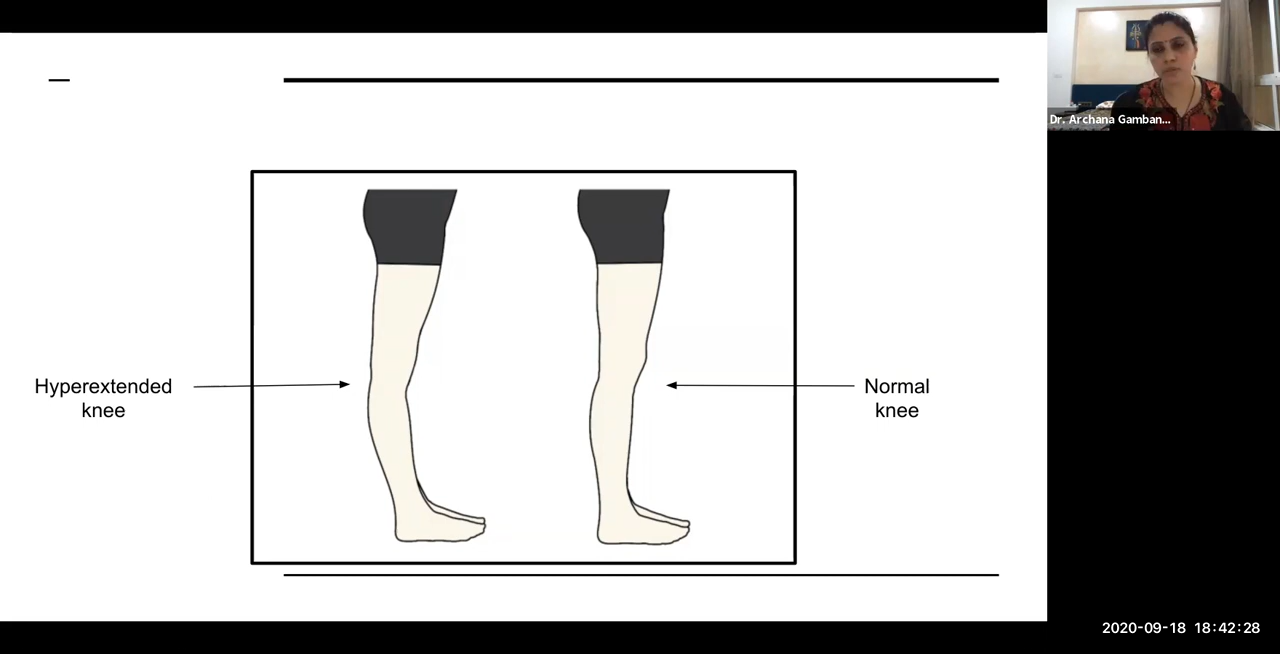 Dr. Archana Gamban...
Hyperextended
knee
Normal
knee
2020-09-18 18:42:28